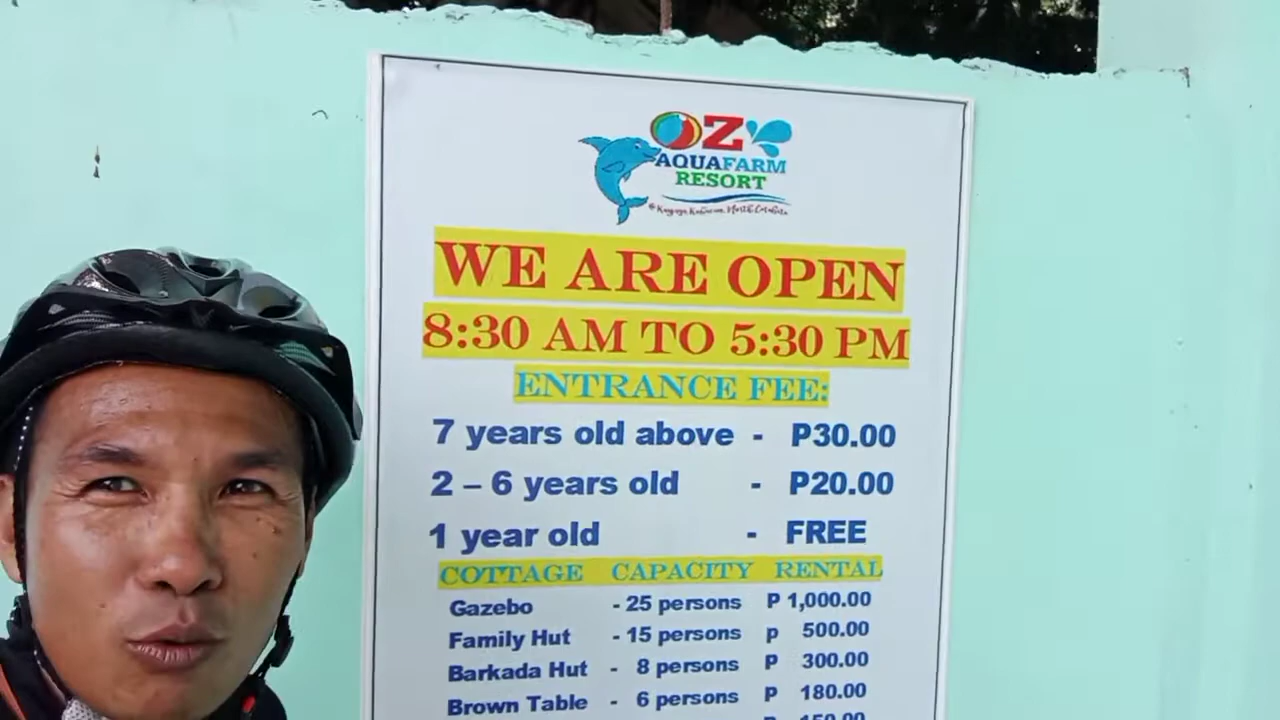 OZ
AQUAFARM
RESORT
WE ARE OPEN
8:30 AM TO 5:30 PM
ENTRANCE FEE:
7 years old above - P30.00
2 – 6 years old - P20.00
1 year old - FREE
COTTAGE CAPACITY RENTAL
Gazebo - 25 persons P 1,000.00
Family Hut - 15 persons P 500.00
Barkada Hut - 8 persons P 300.00
Brown Table - 6 persons P 180.00